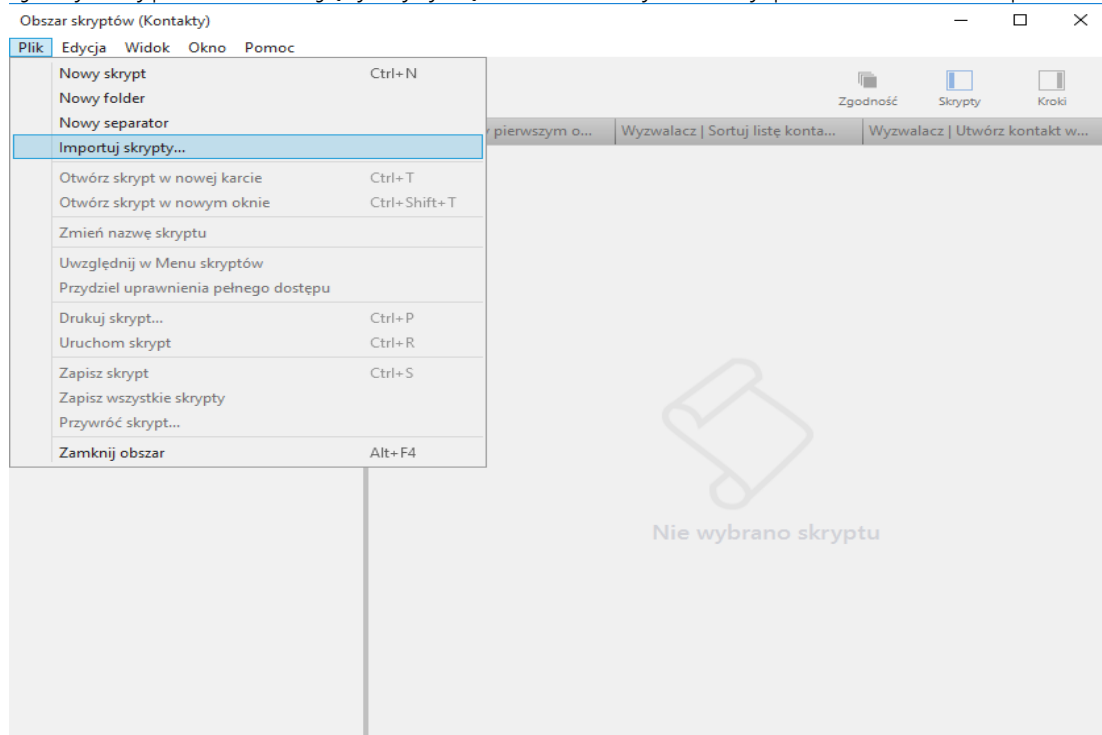 Obszar skryptów (Kontakty)
Plik Edycja Widok Okno Pomoc
Nowy skrypt Ctrl+N
Nowy folder
Nowy separator
Importuj skrypty...
Otwórz skrypt w nowej karcie Ctrl+T
Otwórz skrypt w nowym oknie Ctrl+Shift+T
Zmień nazwę skryptu
Uwzględnij w Menu skryptów
Przydziel uprawnienia pełnego dostępu
Drukuj skrypt... Ctrl+P
Uruchom skrypt Ctrl+R
Zapisz skrypt Ctrl+S
Zapisz wszystkie skrypty
Przywróć skrypt...
Zamknij obszar Alt+F4
Zgodność Skrypty Kroki
pierwszym o... Wyzwalacz | Sortuj listę konta... Wyzwalacz | Utwórz kontakt w...
Nie wybrano skryptu